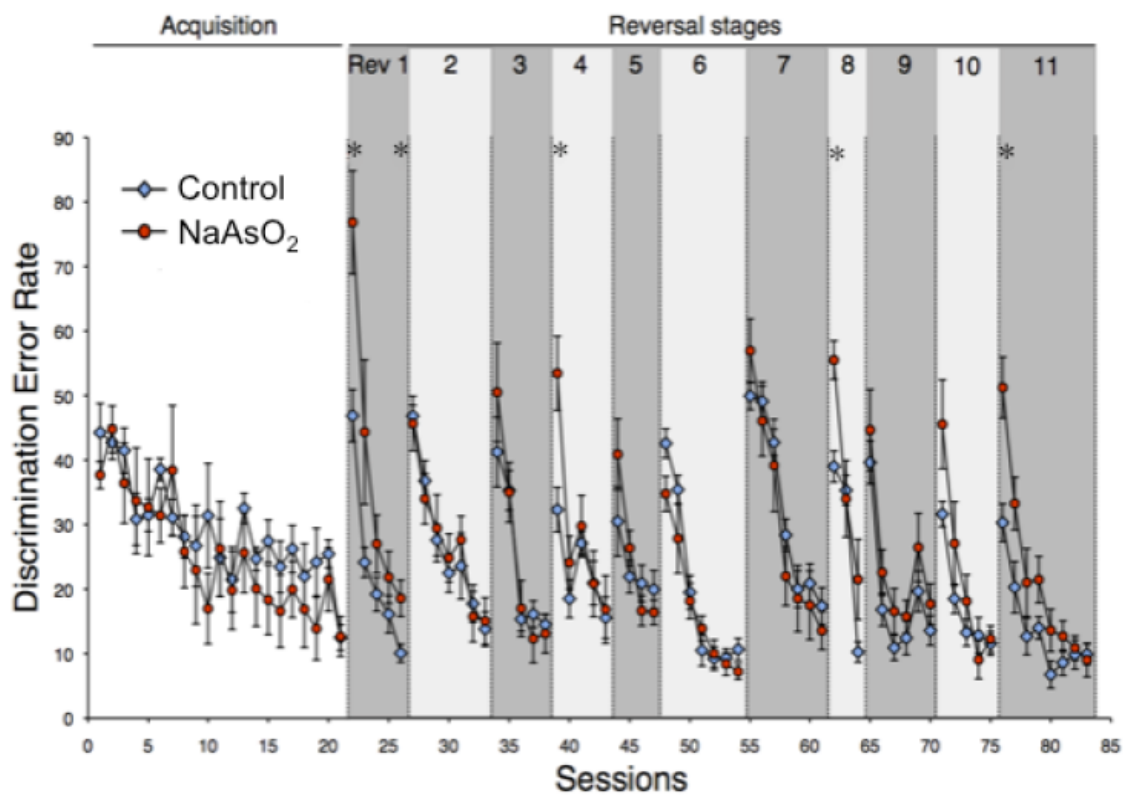 Acquisition Reversal stages
Rev 1 2 3 4 5 6 7 8 9 10 11
90
* * * * *
80
70
60
50
40
30
20
10
0
Control
NaAsO₂
Discrimination Error Rate
0 5 10 15 20 25 30 35 40 45 50 55 60 65 70 75 80 85
Sessions